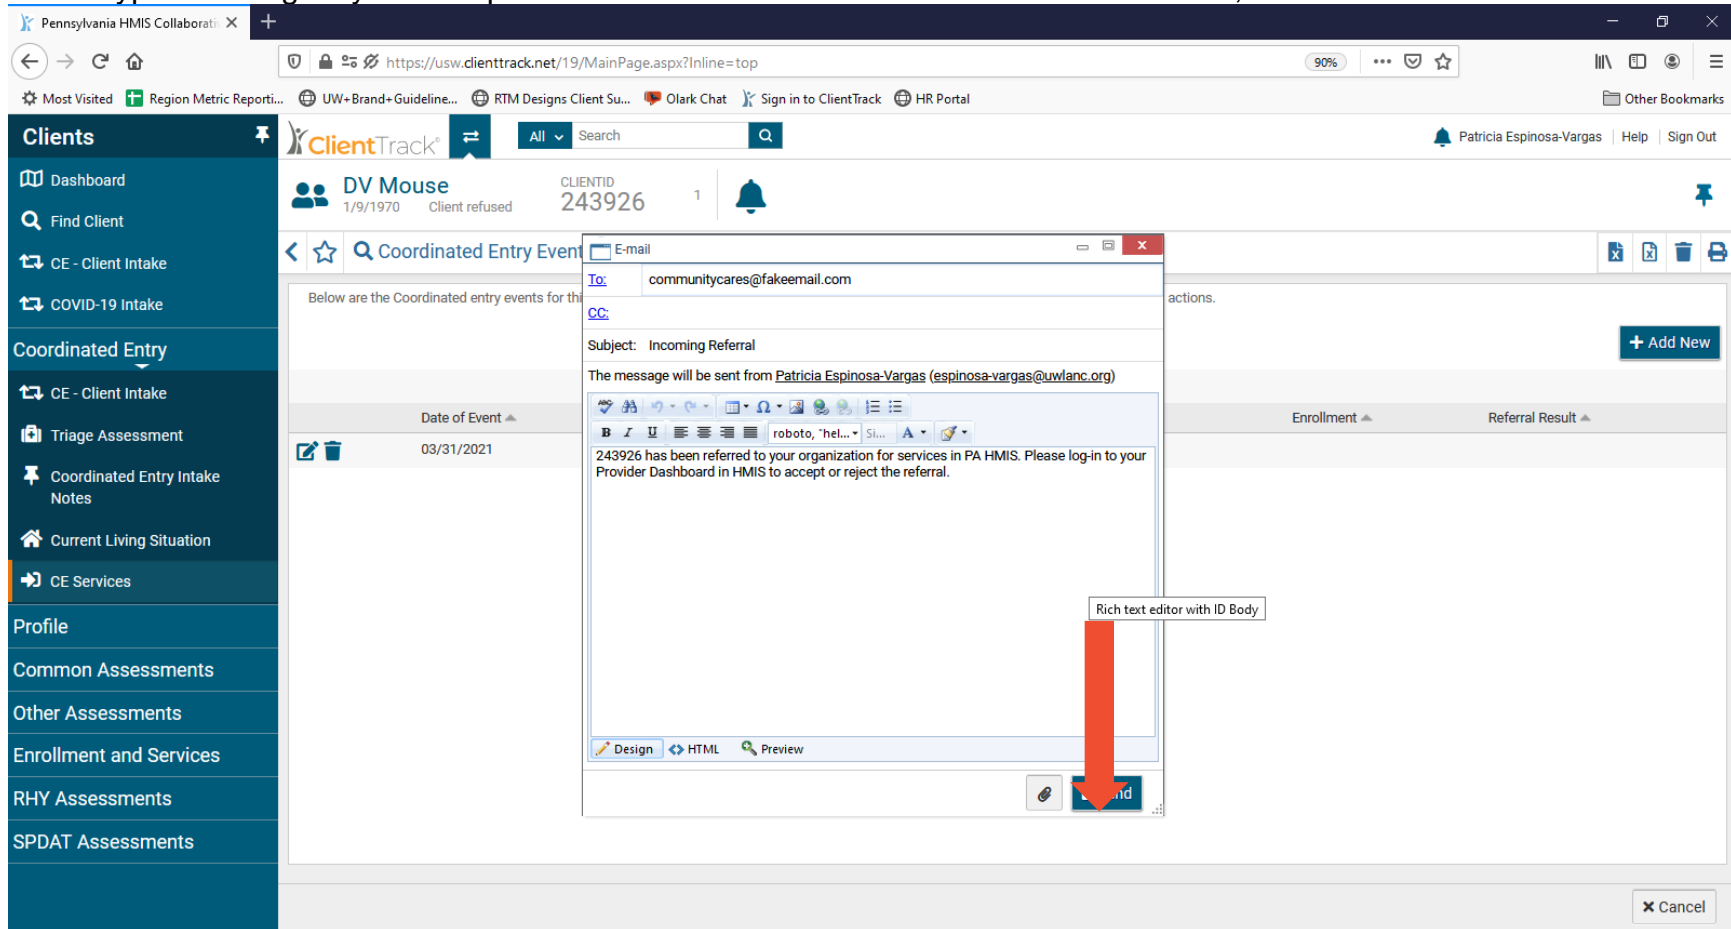 Pennsylvania HMIS Collaborati
https://usw.clienttrack.net/19/MainPage.aspx?Inline=top
90%
Most Visited
Region Metric Reporti...
UW+Brand+Guideline...
RTM Designs Client Su...
Olark Chat
Sign in to ClientTrack
HR Portal
Other Bookmarks
Clients
ClientTrack
All
Search
Patricia Espinosa-Vargas
Help
Sign Out
Dashboard
Find Client
CE - Client Intake
COVID-19 Intake
Coordinated Entry
CE - Client Intake
Triage Assessment
Coordinated Entry Intake
Notes
Current Living Situation
CE Services
Profile
Common Assessments
Other Assessments
Enrollment and Services
RHY Assessments
SPDAT Assessments
DV Mouse
1/9/1970
Client refused
CLIENTID
243926
1
Coordinated Entry Event
Below are the Coordinated entry events for thi
actions.
+ Add New
Date of Event
Enrollment
Referral Result
03/31/2021
E-mail
To:
communitycares@fakeemail.com
CC:
Subject: Incoming Referral
The message will be sent from Patricia Espinosa-Vargas (espinosa-vargas@uwlanc.org)
B I U
roboto, "hel...
Si...
A
243926 has been referred to your organization for services in PA HMIS. Please log-in to your
Provider Dashboard in HMIS to accept or reject the referral.
Rich text editor with ID Body
Design
HTML
Preview
Cancel